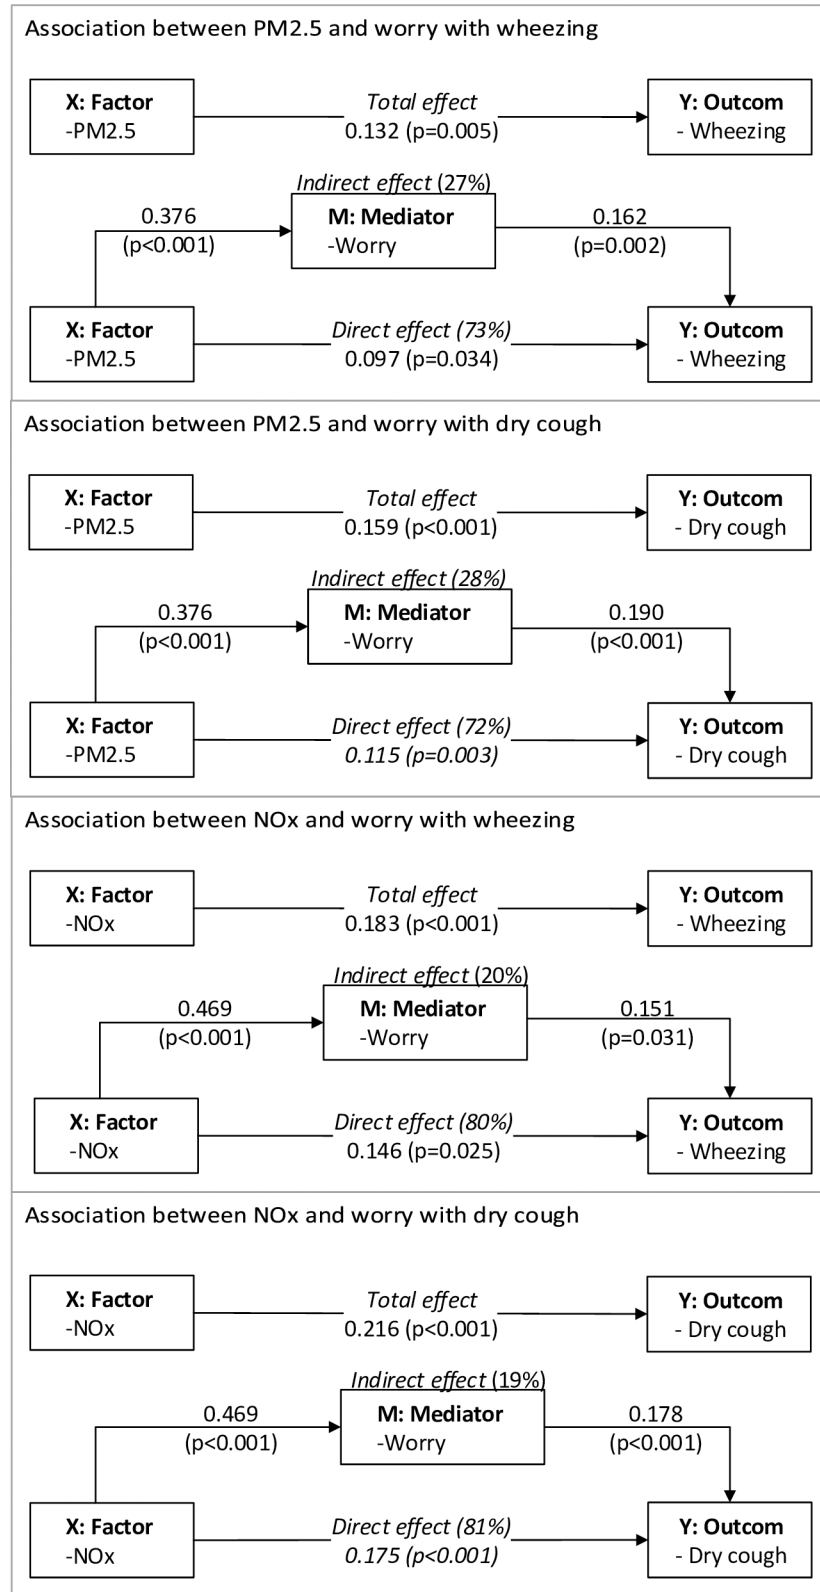 Association between PM2.5 and worry with wheezing
X: Factor
-PM2.5
Total effect
0.132 (p=0.005)
Y: Outcom
- Wheezing
Indirect effect (27%)
0.376
(p<0.001)
M: Mediator
-Worry
0.162
(p=0.002)
X: Factor
-PM2.5
Direct effect (73%)
0.097 (p=0.034)
Y: Outcom
- Wheezing
Association between PM2.5 and worry with dry cough
X: Factor
-PM2.5
Total effect
0.159 (p<0.001)
Y: Outcom
- Dry cough
Indirect effect (28%)
0.376
(p<0.001)
M: Mediator
-Worry
0.190
(p<0.001)
X: Factor
-PM2.5
Direct effect (72%)
0.115 (p=0.003)
Y: Outcom
- Dry cough
Association between NOx and worry with wheezing
X: Factor
-NOx
Total effect
0.183 (p<0.001)
Y: Outcom
- Wheezing
Indirect effect (20%)
0.469
(p<0.001)
M: Mediator
-Worry
0.151
(p=0.031)
X: Factor
-NOx
Direct effect (80%)
0.146 (p=0.025)
Y: Outcom
- Wheezing
Association between NOx and worry with dry cough
X: Factor
-NOx
Total effect
0.216 (p<0.001)
Y: Outcom
- Dry cough
Indirect effect (19%)
0.469
(p<0.001)
M: Mediator
-Worry
0.178
(p<0.001)
X: Factor
-NOx
Direct effect (81%)
0.175 (p<0.001)
Y: Outcom
- Dry cough